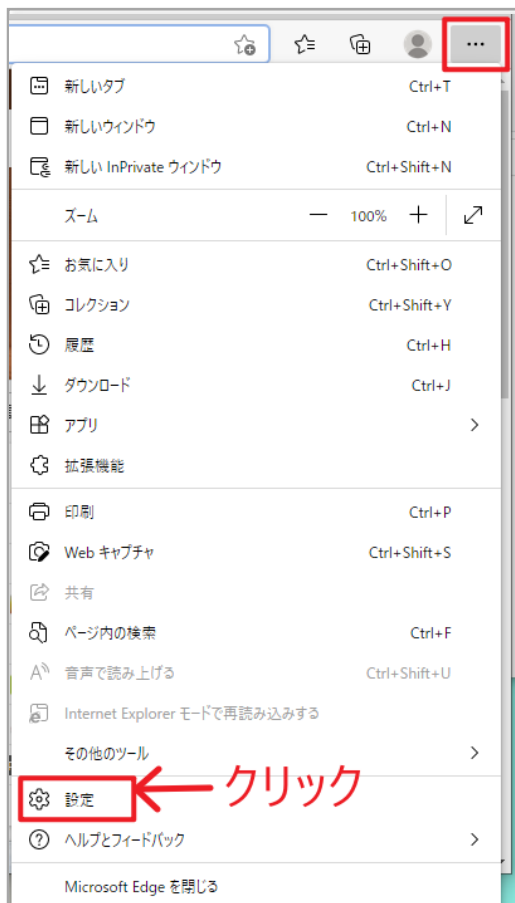 新しいタブ Ctrl+T
新しいウィンドウ Ctrl+N
新しい InPrivate ウィンドウ Ctrl+Shift+N
ズーム — 100% +
お気に入り Ctrl+Shift+O
コレクション Ctrl+Shift+Y
履歴 Ctrl+H
ダウンロード Ctrl+J
アプリ
拡張機能
印刷 Ctrl+P
Web キャプチャ Ctrl+Shift+S
共有
ページ内の検索 Ctrl+F
音声で読み上げる Ctrl+Shift+U
Internet Explorer モードで再読み込みする
その他のツール
設定 クリック
ヘルプとフィードバック
Microsoft Edge を閉じる